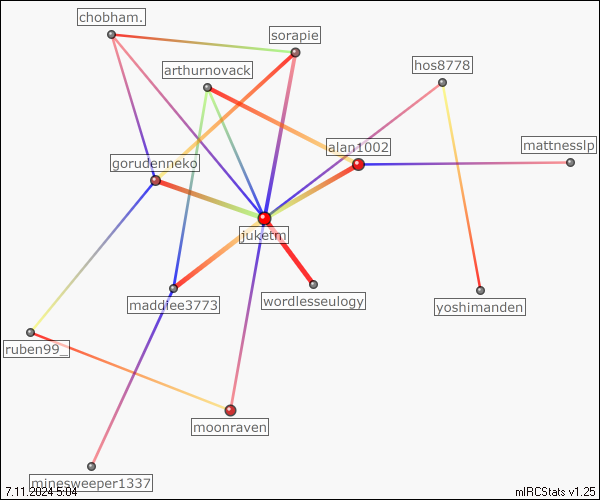 chobham.
sorapie
hos8778
arthurnovack
mattnesslp
alan1002
gorudenneko
juketm
maddiee3773
wordlesseulogy
yoshimanden
ruben99_
moonraven
minesweeper1337
7.11.2024 5:04
mIRCStats v1.25